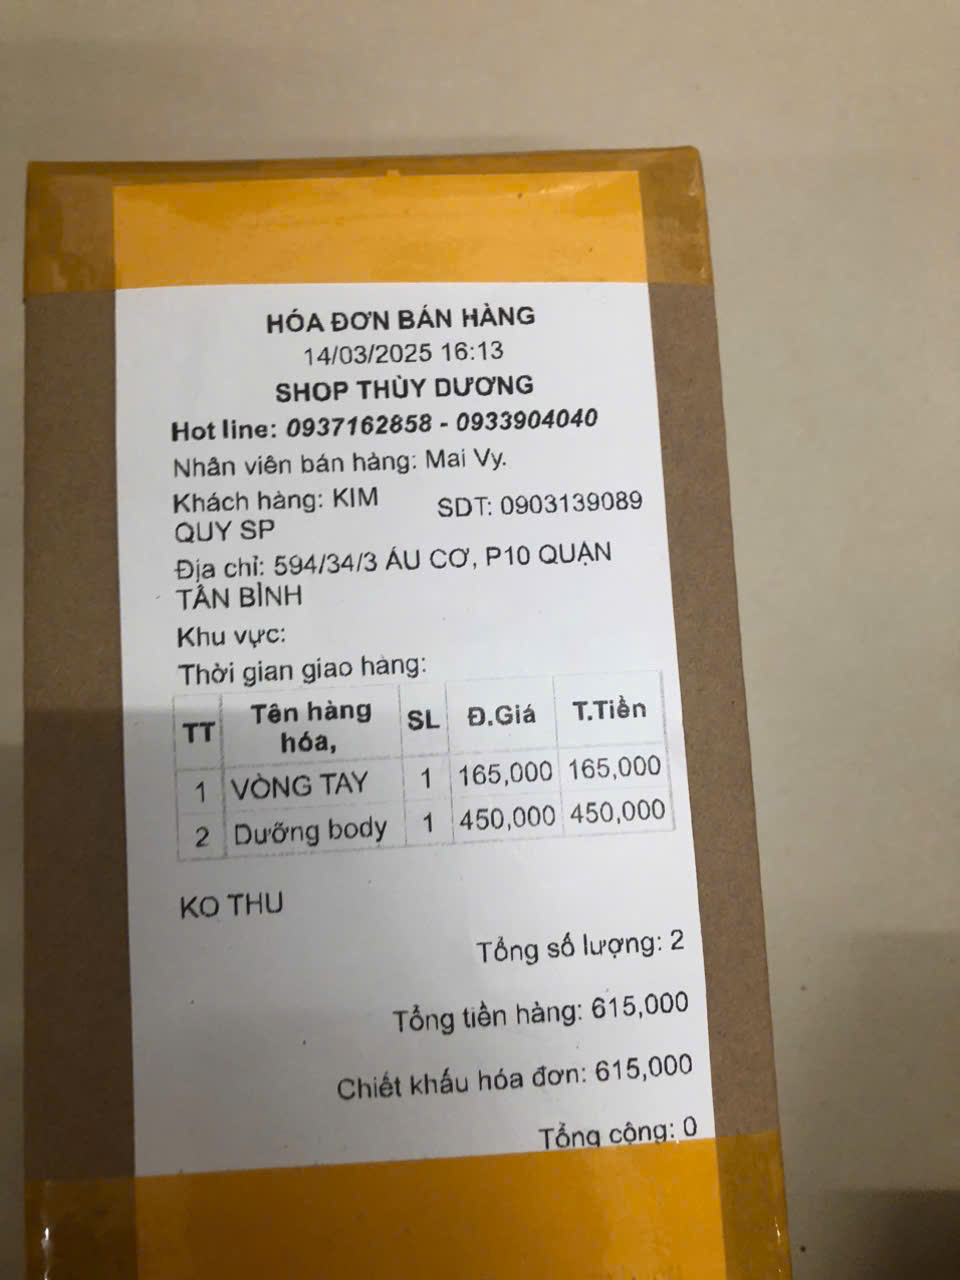 HÓA ĐƠN BÁN HÀNG
14/03/2025 16:13
SHOP THÙY DƯƠNG
Hot line: 0937162858 - 0933904040
Nhân viên bán hàng: Mai Vy.
Khách hàng: KIM QUY SP SDT: 0903139089
Địa chỉ: 594/34/3 ÁU CƠ, P10 QUẬN
TÂN BÌNH
Khu vực:
Thời gian giao hàng:
TT Tên hàng hóa, SL Đ.Giá T.Tiền
1 VÒNG TAY 1 165,000 165,000
2 Dưỡng body 1 450,000 450,000
KO THU
Tổng số lượng: 2
Tổng tiền hàng: 615,000
Chiết khấu hóa đơn: 615,000
Tổng cộng: 0